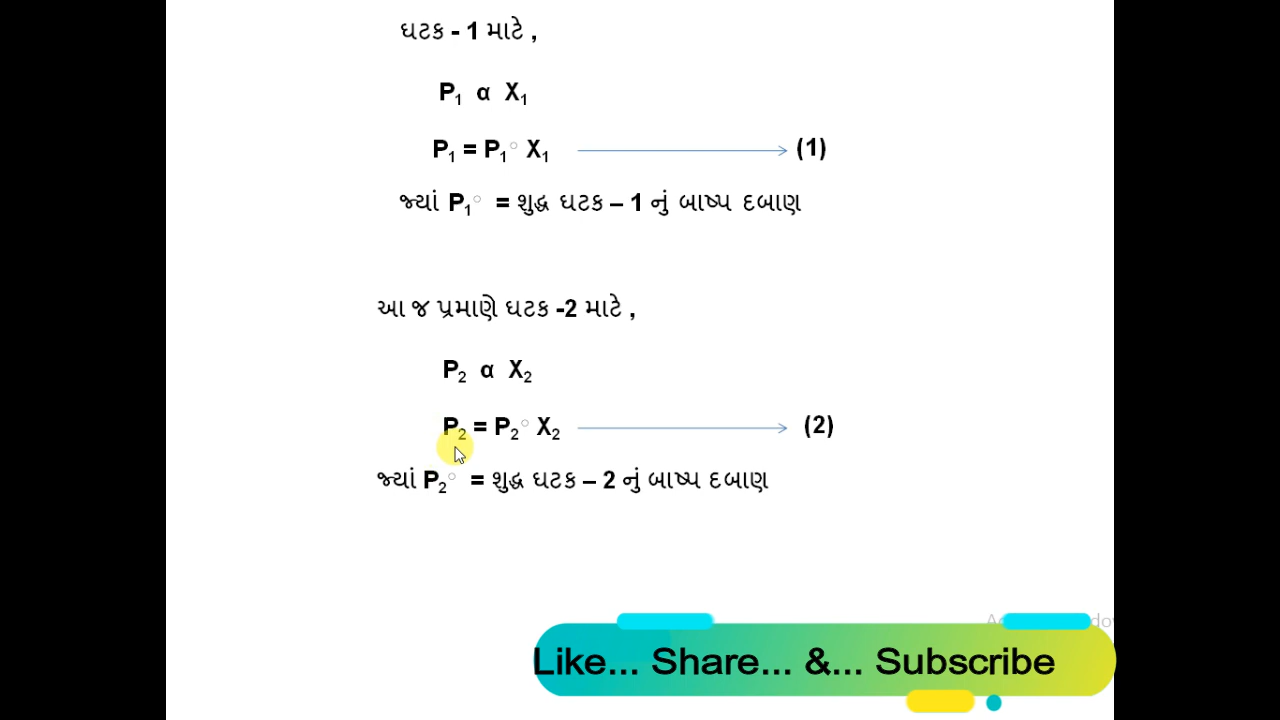 ઘટક - 1 માટે ,
P₁ α X₁
P₁ = P₁° X₁ (1)
જ્યાં P₁° = શુદ્ધ ઘટક – 1 નું બાષ્પ દબાણ
આ જ પ્રમાણે ઘટક -2 માટે ,
P₂ α X₂
P₂ = P₂° X₂ (2)
જ્યાં P₂° = શુદ્ધ ઘટક – 2 નું બાષ્પ દબાણ
Like... Share... &... Subscribe